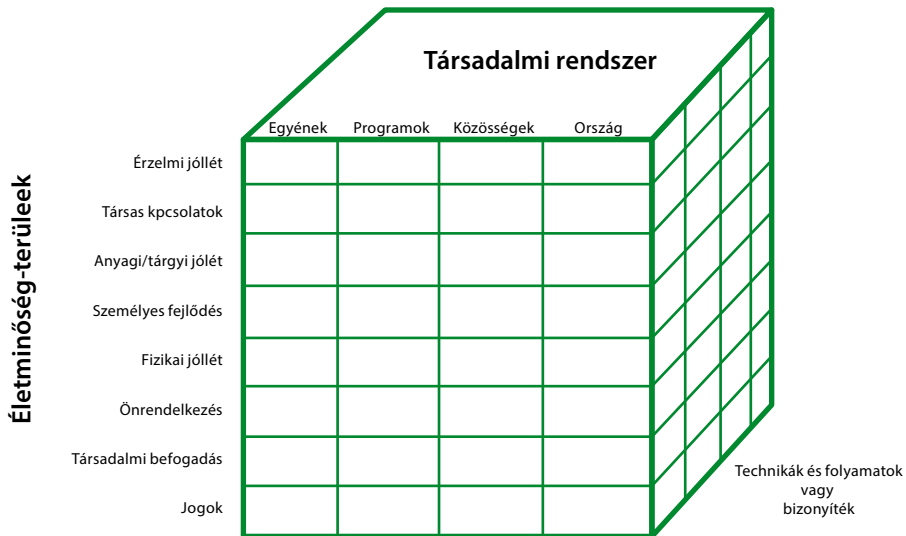 Társadalmi rendszer
Egyének Programok Közösségek Ország
Életminőség-terüleek
Érzelmi jóllét
Társas kpcsolatok
Anyagi/tárgyi jólét
Személyes fejlődés
Fizikai jóllét
Önrendelkezés
Társadalmi befogadás
Jogok
Technikák és folyamatok
vagy
bizonyíték